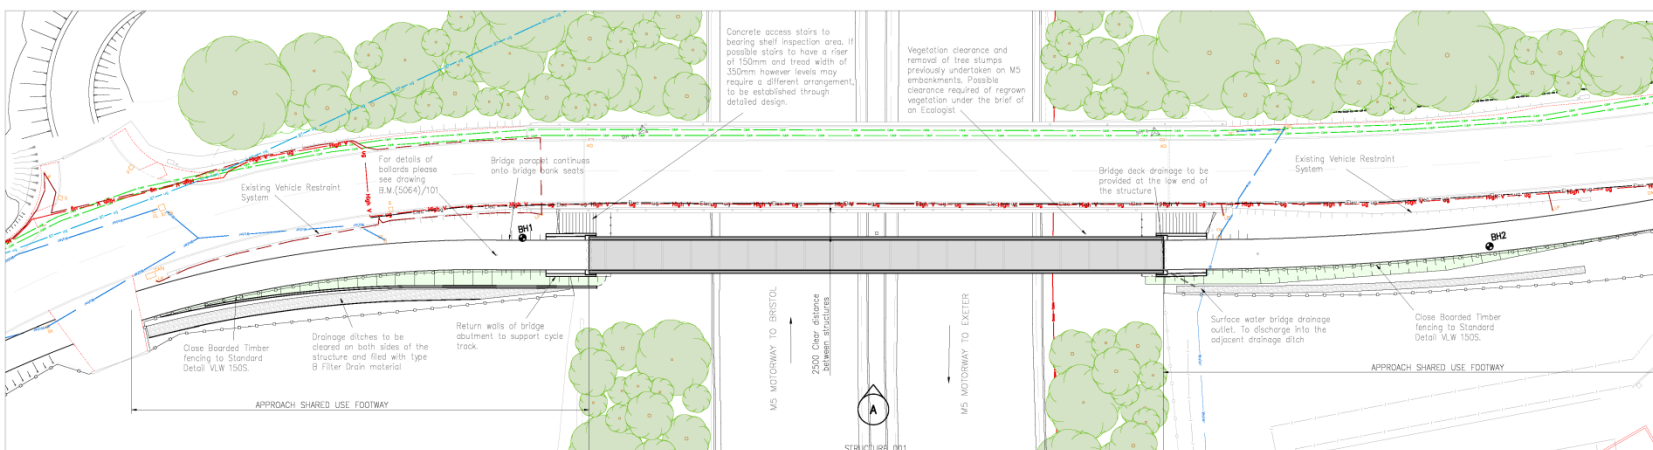 Concrete access stairs to
bearing shelf inspection area. If
possible stairs to have a riser
of 150mm and tread width of
350mm however levels may
require a different arrangement,
to be established through
detailed design.
Vegetation clearance and
removal of tree stumps
previously undertaken on M5
embankments. Possible
clearance required of regrown
vegetation under the brief of
an Ecologist
For details of
bollards please
see drawing
B.M.(5064)/101
Bridge parapet continues
onto bridge bank seats
Existing Vehicle Restraint
System
Bridge deck drainage to be
provided at the low end of
the structure
Existing Vehicle Restraint
System
BH1
BH2
Close Boarded Timber
fencing to Standard
Detail VLW 150S.
Drainage ditches to be
cleared on both sides of the
structure and filed with type
B Filter Drain material
Return walls of bridge
abutment to support cycle
track.
M5 MOTORWAY TO BRISTOL
2500 Clear distance
between structures
M5 MOTORWAY TO EXETER
Surface water bridge drainage
outlet. To discharge into the
adjacent drainage ditch
Close Boarded Timber
fencing to Standard
Detail VLW 150S.
APPROACH SHARED USE FOOTWAY
APPROACH SHARED USE FOOTWAY
A
STRUCTURE 001